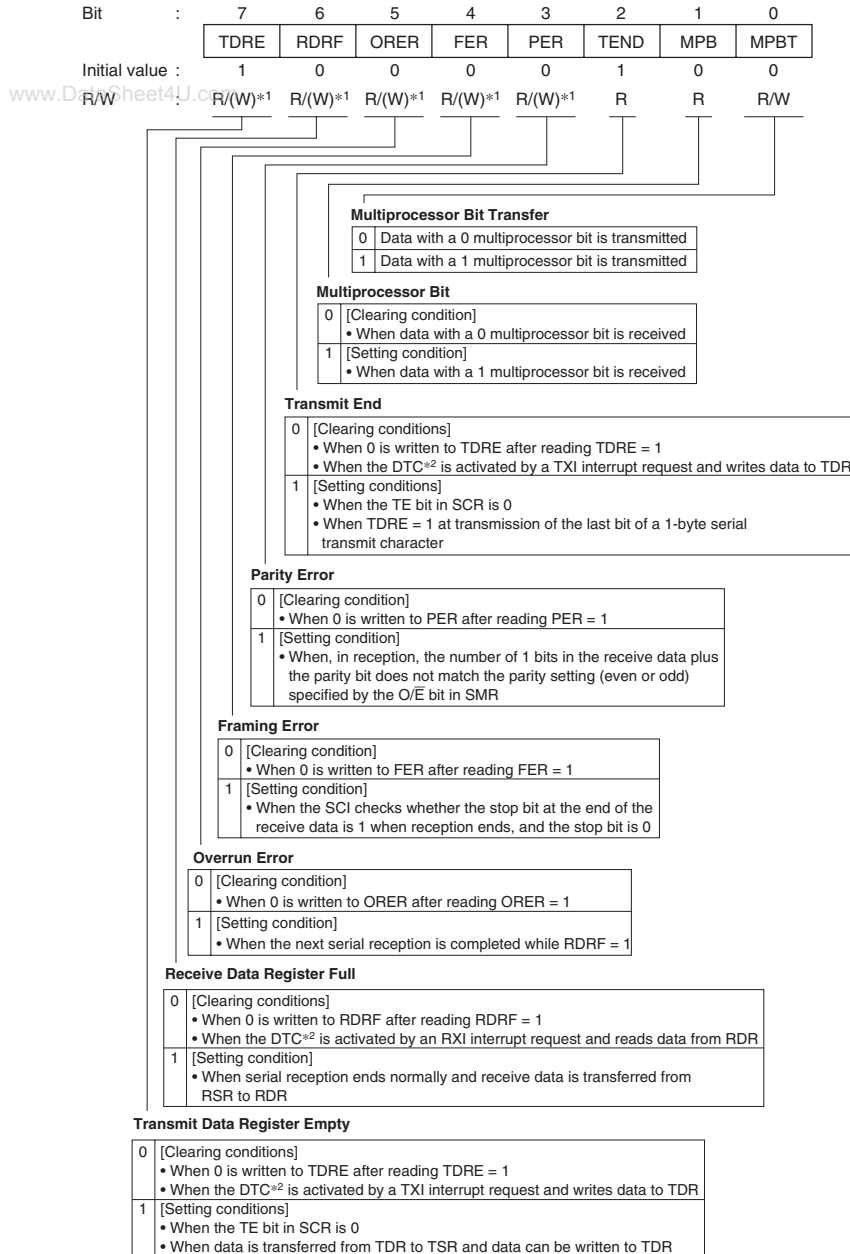 Bit : 7 6 5 4 3 2 1 0
TDRE RDRF ORER FER PER TEND MPB MPBT
Initial value : 1 0 0 0 0 1 0 0
www.DataSheet4U.com
R/W : R/(W)*1 R/(W)*1 R/(W)*1 R/(W)*1 R/(W)*1 R R R/W
Multiprocessor Bit Transfer
0 Data with a 0 multiprocessor bit is transmitted
1 Data with a 1 multiprocessor bit is transmitted
Multiprocessor Bit
0 [Clearing condition]
• When data with a 0 multiprocessor bit is received
1 [Setting condition]
• When data with a 1 multiprocessor bit is received
Transmit End
0 [Clearing conditions]
• When 0 is written to TDRE after reading TDRE = 1
• When the DTC*2 is activated by a TXI interrupt request and writes data to TDR
1 [Setting conditions]
• When the TE bit in SCR is 0
• When TDRE = 1 at transmission of the last bit of a 1-byte serial
transmit character
Parity Error
0 [Clearing condition]
• When 0 is written to PER after reading PER = 1
1 [Setting condition]
• When, in reception, the number of 1 bits in the receive data plus
the parity bit does not match the parity setting (even or odd)
specified by the O/E̅ bit in SMR
Framing Error
0 [Clearing condition]
• When 0 is written to FER after reading FER = 1
1 [Setting condition]
• When the SCI checks whether the stop bit at the end of the
receive data is 1 when reception ends, and the stop bit is 0
Overrun Error
0 [Clearing condition]
• When 0 is written to ORER after reading ORER = 1
1 [Setting condition]
• When the next serial reception is completed while RDRF = 1
Receive Data Register Full
0 [Clearing conditions]
• When 0 is written to RDRF after reading RDRF = 1
• When the DTC*2 is activated by an RXI interrupt request and reads data from RDR
1 [Setting condition]
• When serial reception ends normally and receive data is transferred from
RSR to RDR
Transmit Data Register Empty
0 [Clearing conditions]
• When 0 is written to TDRE after reading TDRE = 1
• When the DTC*2 is activated by a TXI interrupt request and writes data to TDR
1 [Setting conditions]
• When the TE bit in SCR is 0
• When data is transferred from TDR to TSR and data can be written to TDR